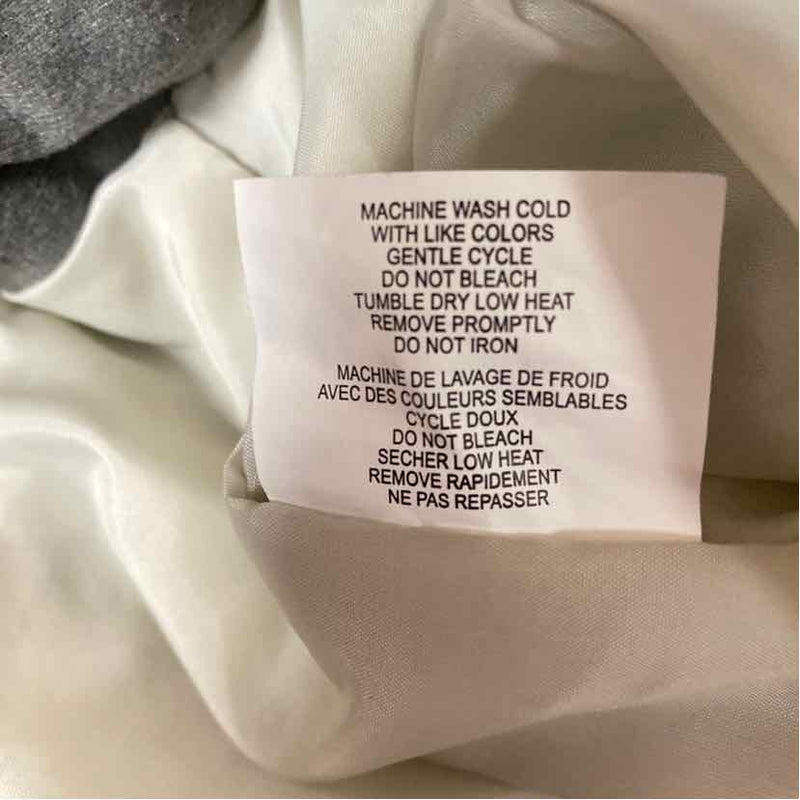 MACHINE WASH COLD
WITH LIKE COLORS
GENTLE CYCLE
DO NOT BLEACH
TUMBLE DRY LOW HEAT
REMOVE PROMPTLY
DO NOT IRON
MACHINE DE LAVAGE DE FROID
AVEC DES COULEURS SEMBLABLES
CYCLE DOUX
DO NOT BLEACH
SECHER LOW HEAT
REMOVE RAPIDEMENT
NE PAS REPASSER